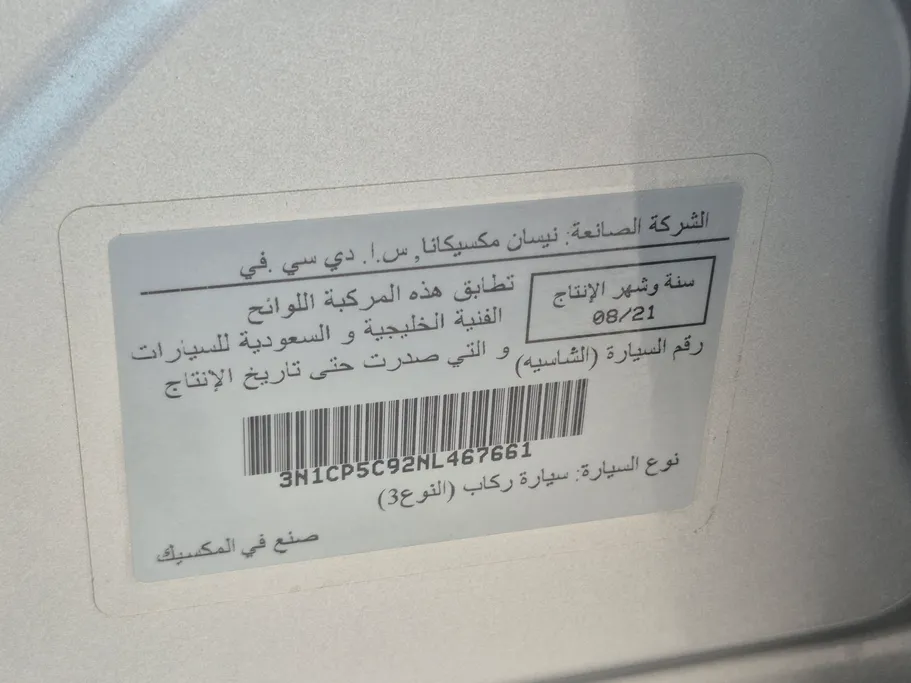 الشركة الصانعة: نيسان مكسيكانا, س.ا. دي سي .في
سنة وشهر الإنتاج
08/21
تطابق هذه المركبة اللوائح
الفنية الخليجية و السعودية للسيارات
و التي صدرت حتى تاريخ الإنتاج
رقم السيارة (الشاسيه)
3N1CP5C92NL467661
نوع السيارة: سيارة ركاب (النوع3)
صنع في المكسيك